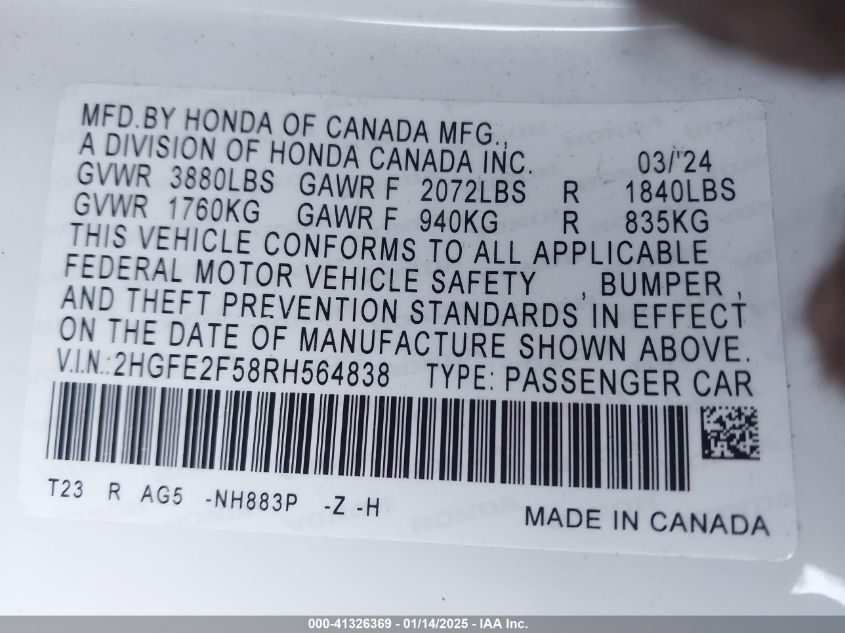 MFD.BY HONDA OF CANADA MFG.,
A DIVISION OF HONDA CANADA INC. 03/'24
GVWR 3880LBS GAWR F 2072LBS R 1840LBS
GVWR 1760KG GAWR F 940KG R 835KG
THIS VEHICLE CONFORMS TO ALL APPLICABLE
FEDERAL MOTOR VEHICLE SAFETY , BUMPER ,
AND THEFT PREVENTION STANDARDS IN EFFECT
ON THE DATE OF MANUFACTURE SHOWN ABOVE.
V.I.N.:2HGFE2F58RH564838 TYPE: PASSENGER CAR
T23 R AG5 -NH883P -Z -H
MADE IN CANADA
000-41326369 - 01/14/2025 - IAA Inc.